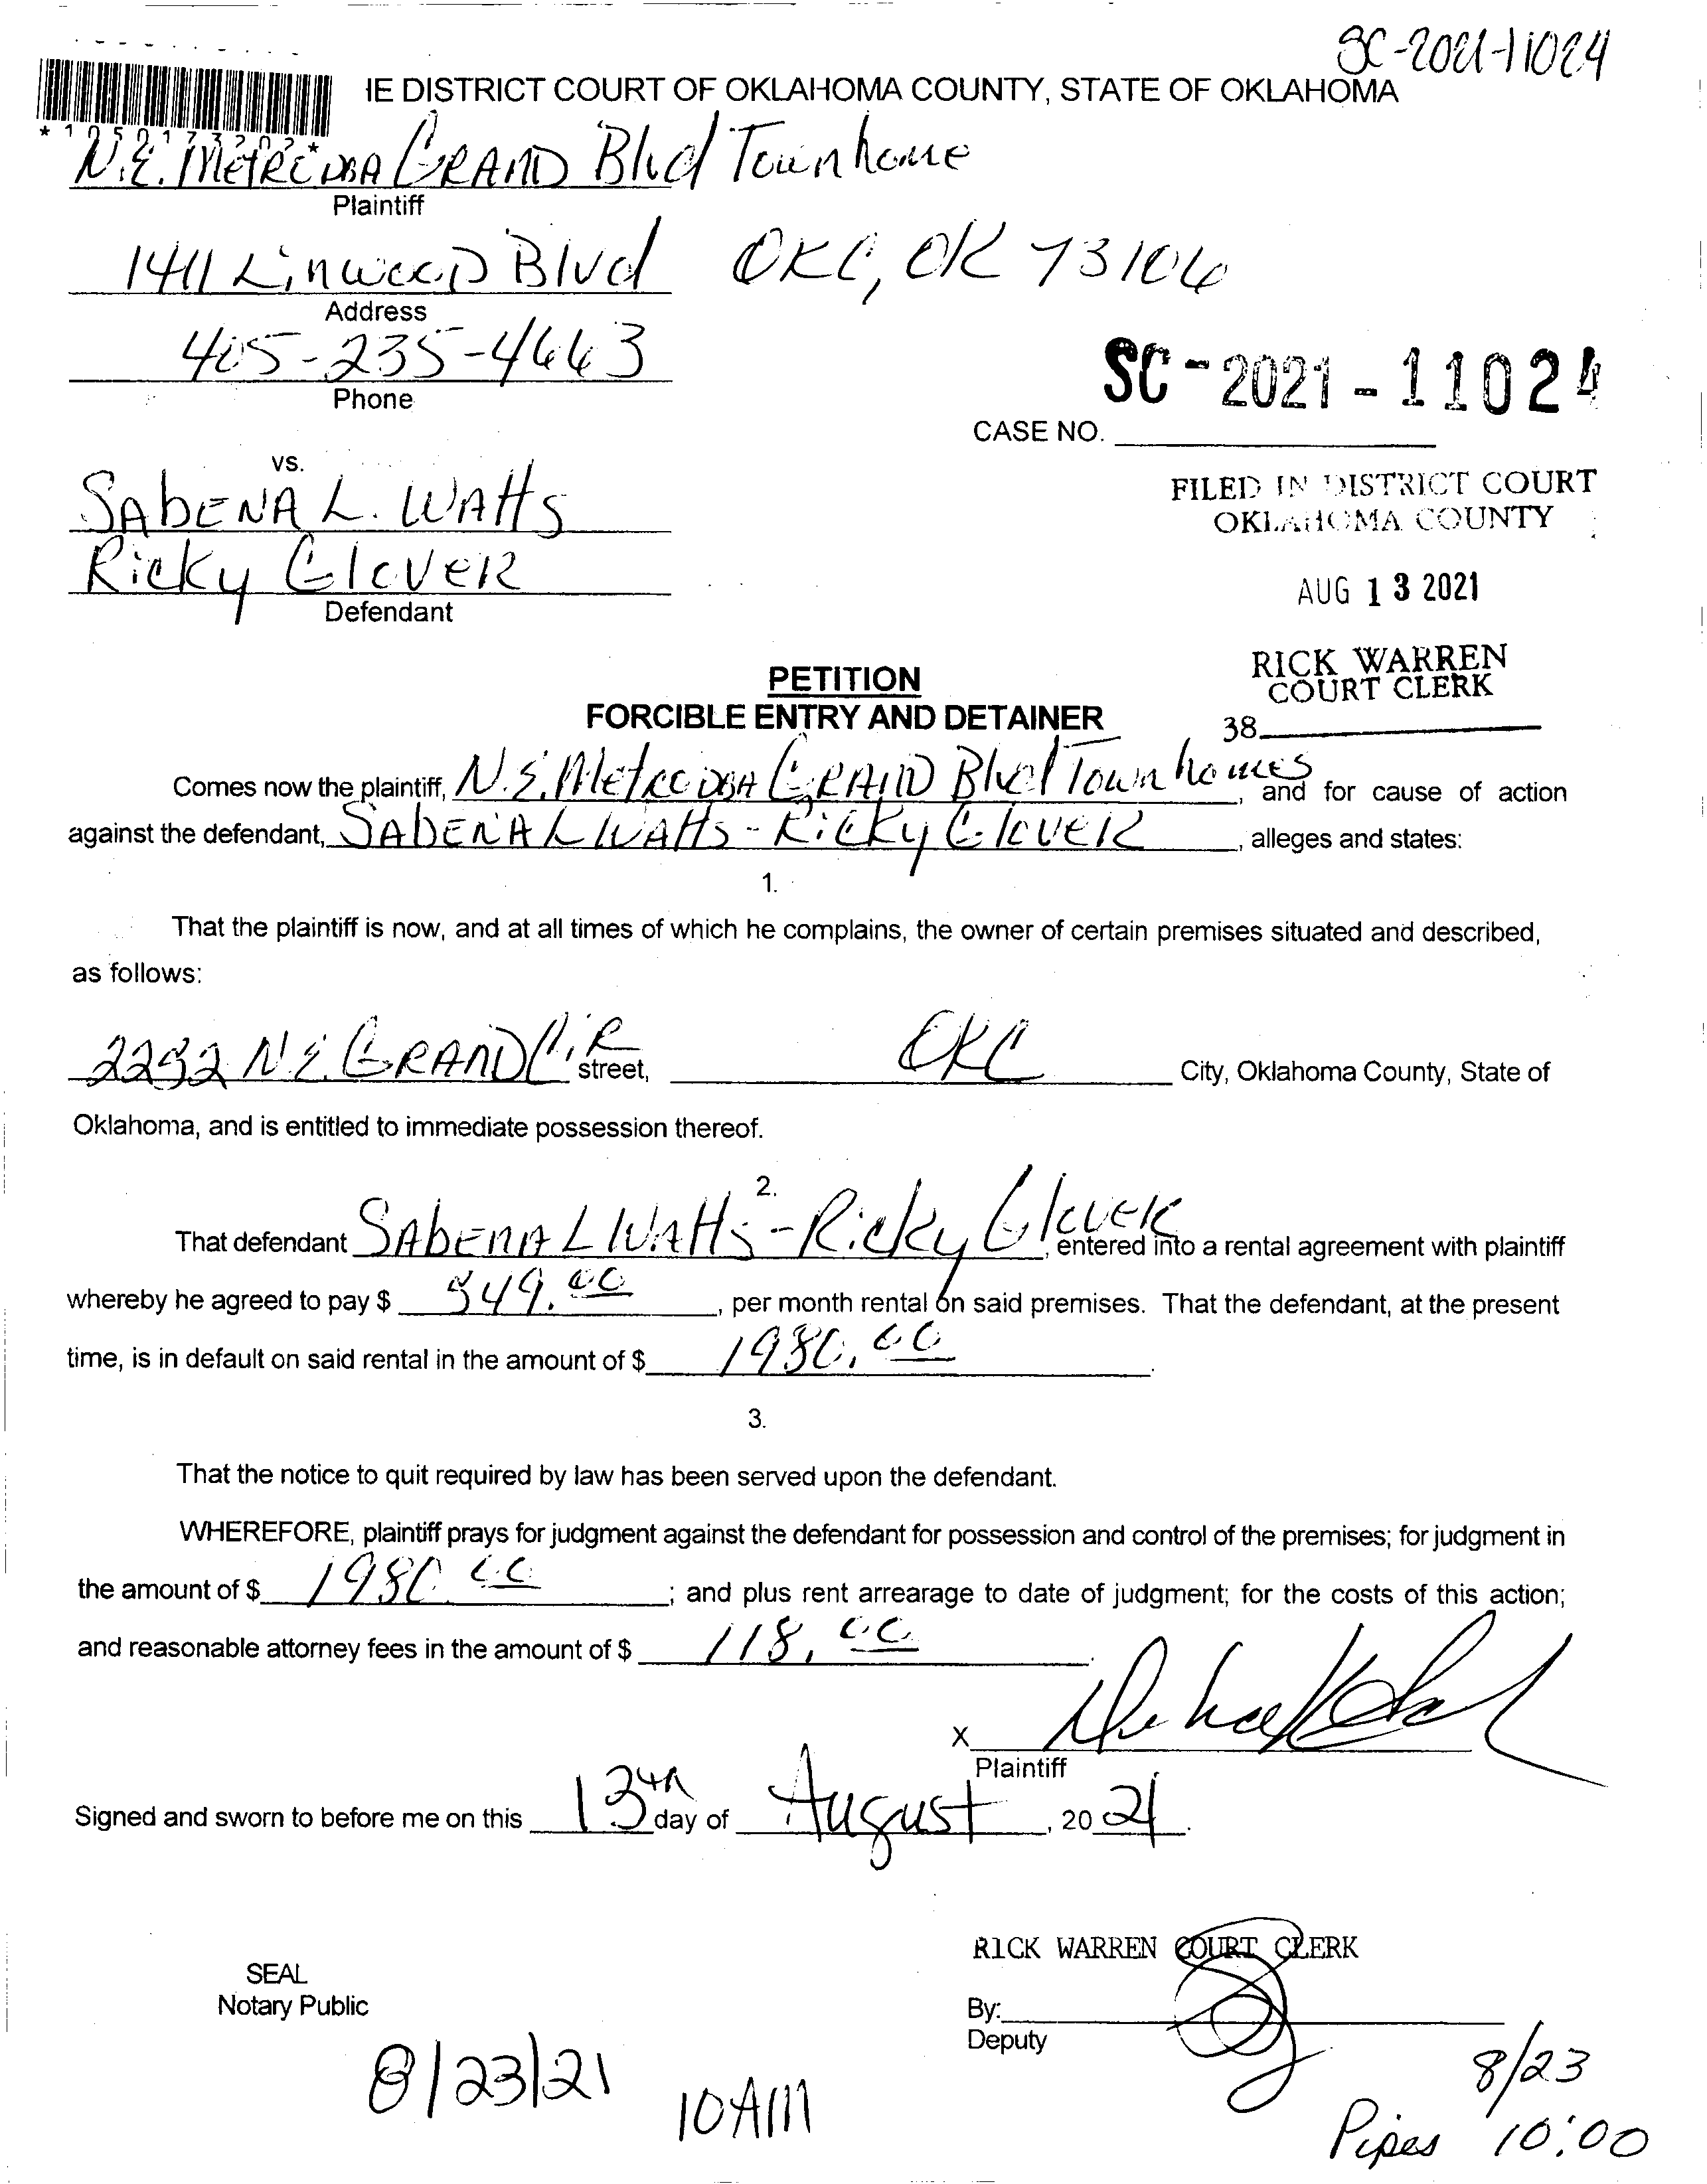 SC-2021-11024
IE DISTRICT COURT OF OKLAHOMA COUNTY, STATE OF OKLAHOMA
N.E. Metro DBA GRAND Blvd Townhome
Plaintiff
1411 Linwood Blvd OKC, OK 73106
Address
405-235-4663
Phone
SC-2021-11024
CASE NO.
vs.
SAbENA L. WAtts
FILED IN DISTRICT COURT
OKLAHOMA COUNTY
Ricky GloVER
Defendant
AUG 13 2021
RICK WARREN
COURT CLERK
38
PETITION
FORCIBLE ENTRY AND DETAINER
Comes now the plaintiff, N.E. Metro DBA GRAND Blvd Townhomes, and for cause of action
against the defendant, SAbENA L WAtts - Ricky GloVER, alleges and states:
1.
That the plaintiff is now, and at all times of which he complains, the owner of certain premises situated and described,
as follows:
N.E. GRAND CiR street, OKC City, Oklahoma County, State of
Oklahoma, and is entitled to immediate possession thereof.
2.
That defendant SAbENA L WAtts - Ricky Glover, entered into a rental agreement with plaintiff
whereby he agreed to pay $ 549.00, per month rental on said premises. That the defendant, at the present
time, is in default on said rental in the amount of $ 1980.00.
3.
That the notice to quit required by law has been served upon the defendant.
WHEREFORE, plaintiff prays for judgment against the defendant for possession and control of the premises; for judgment in
the amount of $ 1980.00; and plus rent arrearage to date of judgment; for the costs of this action;
and reasonable attorney fees in the amount of $ 118.00.
X
Plaintiff
Signed and sworn to before me on this 13th day of August, 2021.
RICK WARREN COURT CLERK
SEAL
Notary Public
By:
Deputy
8/23/21 10AM
8/23
Pipes 10:00